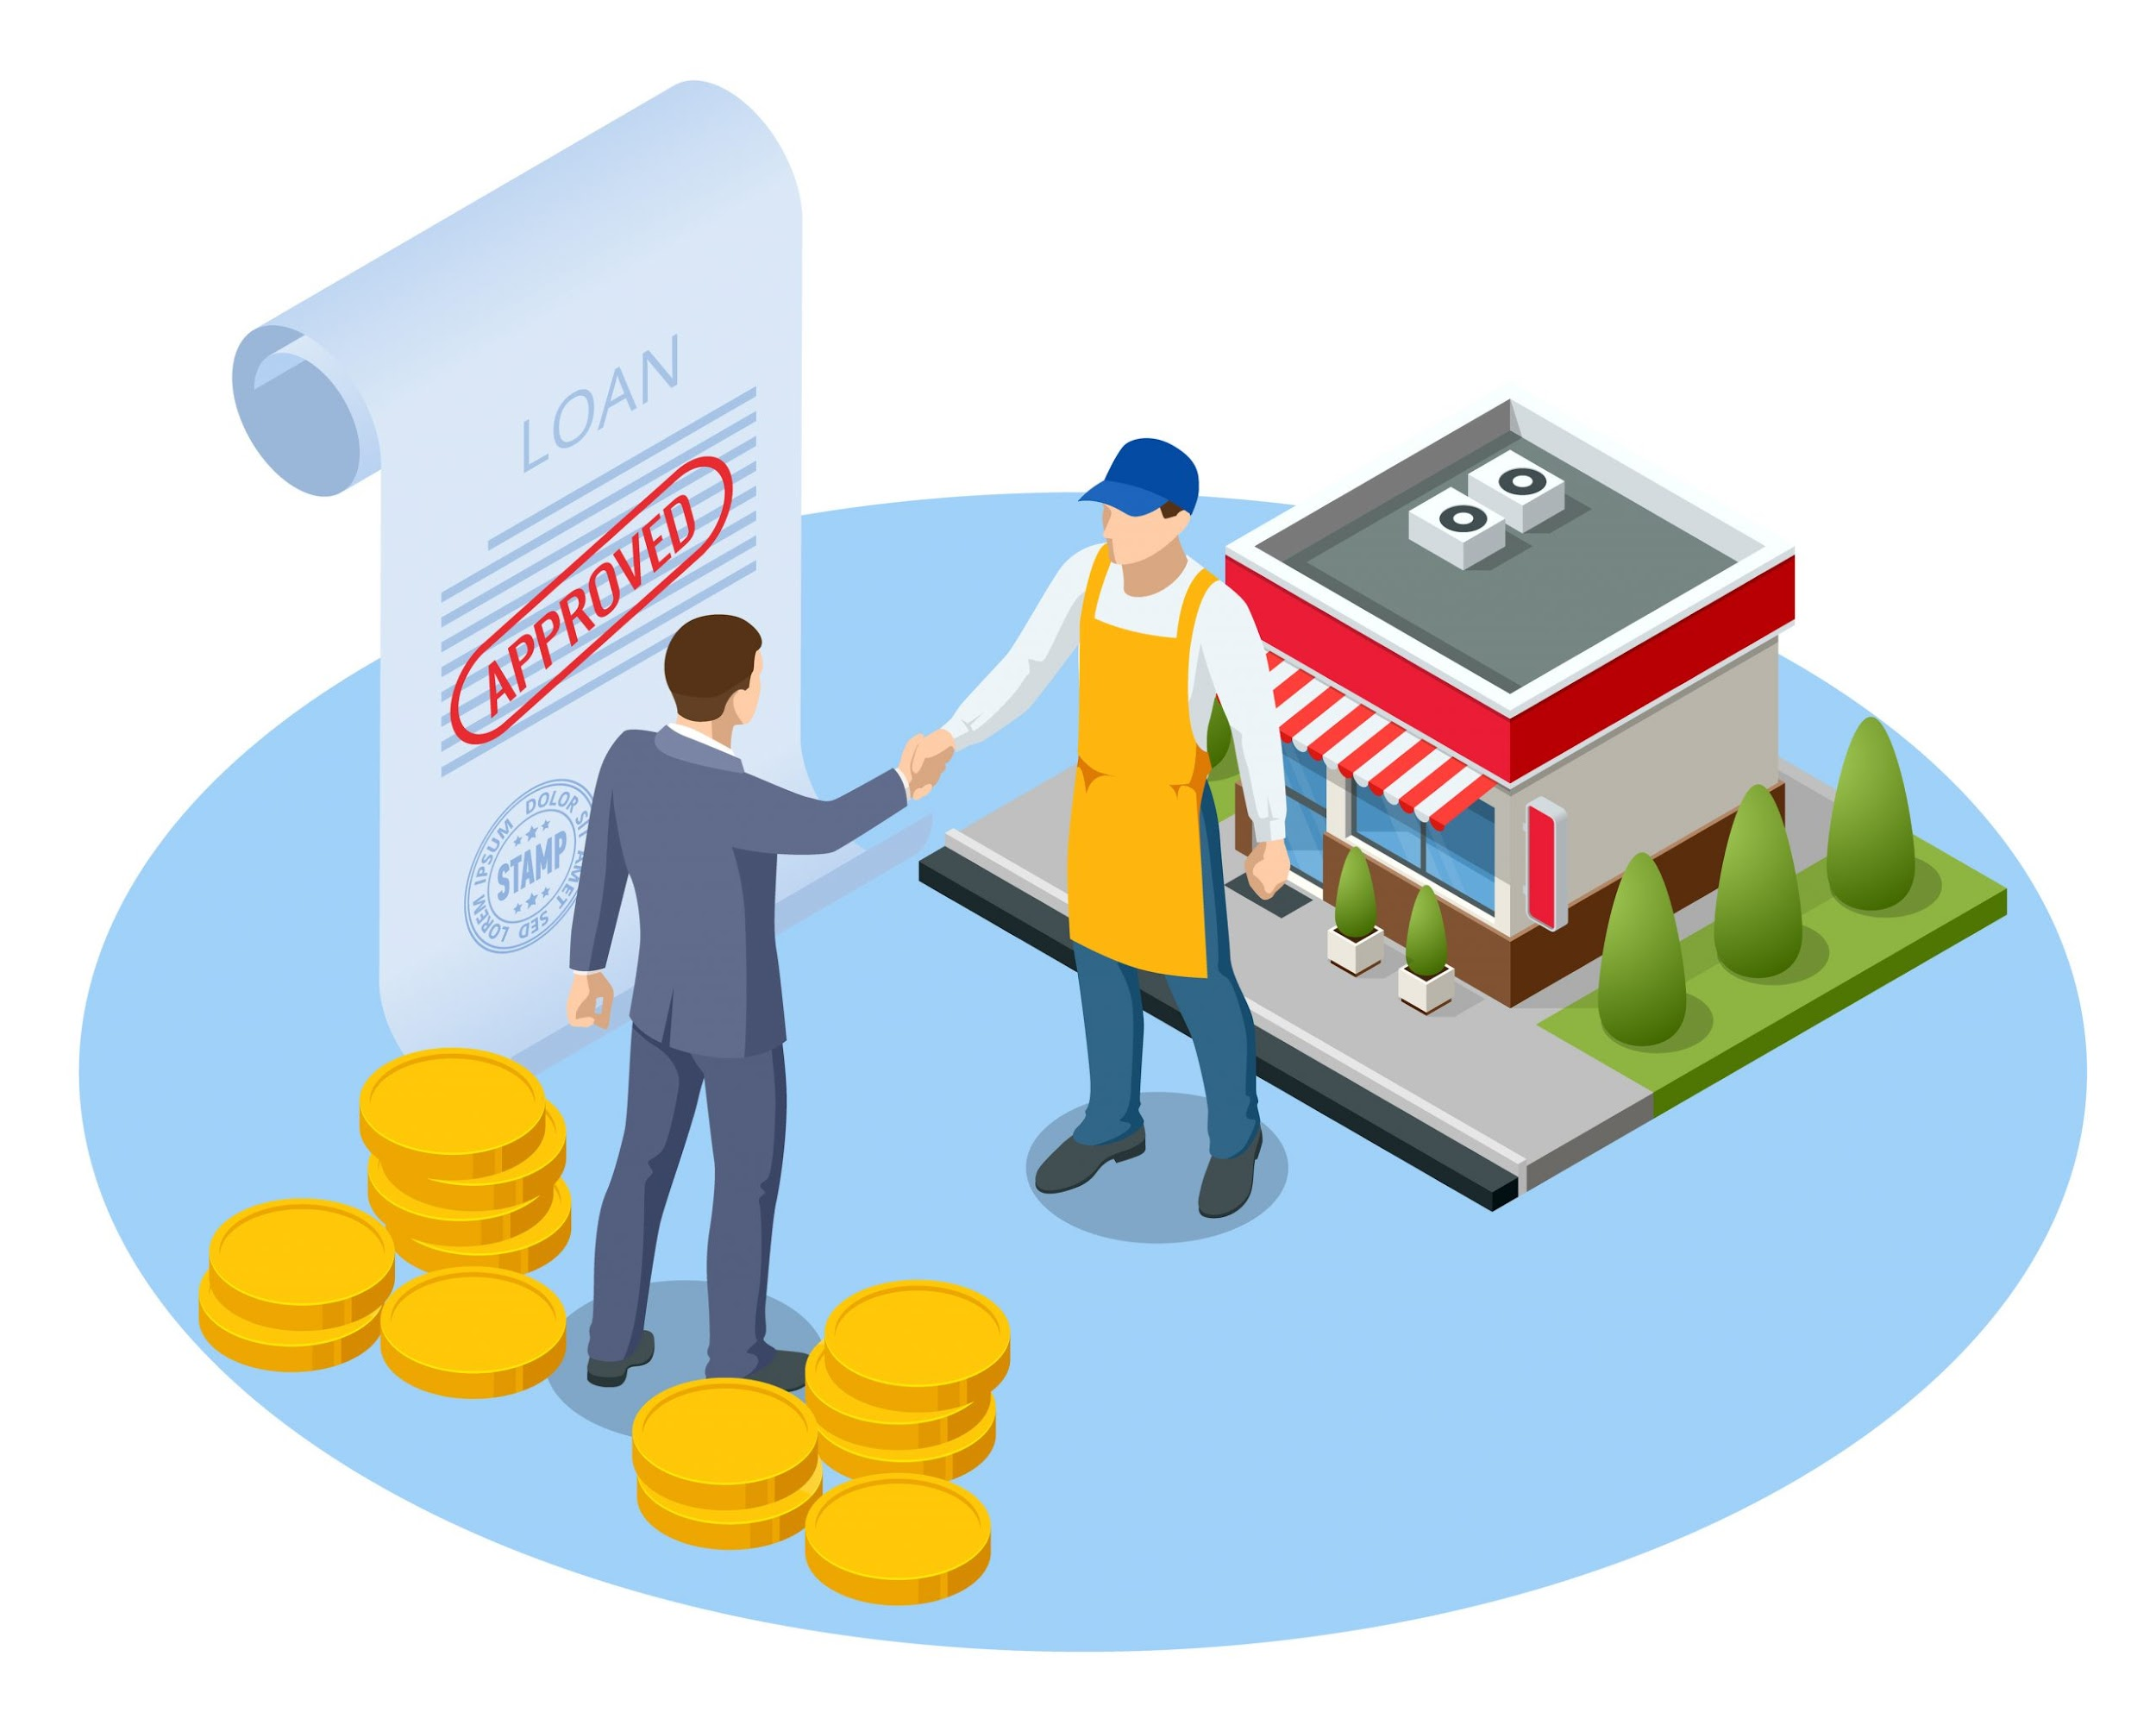 LOAN
APPROVED
LOREM IPSUM DOLOR SIT AMET SED
STAMP